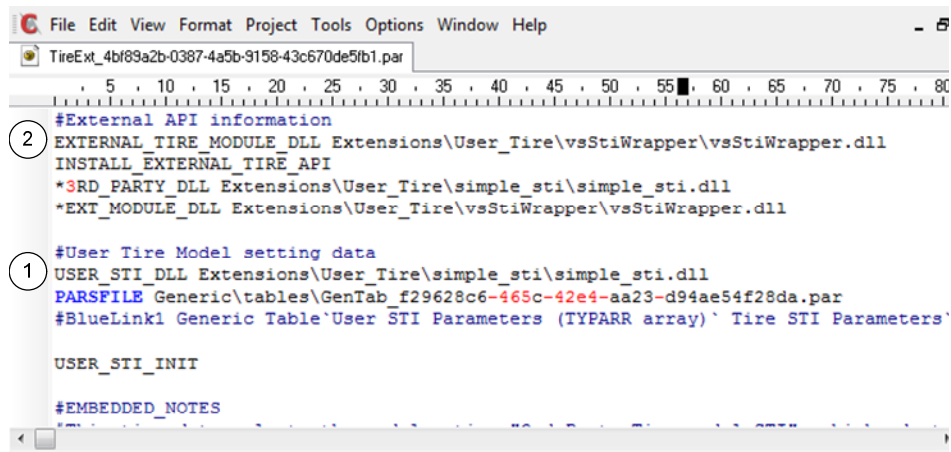 File Edit View Format Project Tools Options Window Help
TireExt_4bf89a2b-0387-4a5b-9158-43c670de5fb1.par
5 10 15 20 25 30 35 40 45 50 55 60 65 70 75 80
#External API information
2 EXTERNAL_TIRE_MODULE_DLL Extensions\User_Tire\vsStiWrapper\vsStiWrapper.dll
INSTALL_EXTERNAL_TIRE_API
*3RD_PARTY_DLL Extensions\User_Tire\simple_sti\simple_sti.dll
*EXT_MODULE_DLL Extensions\User_Tire\vsStiWrapper\vsStiWrapper.dll
#User Tire Model setting data
1 USER_STI_DLL Extensions\User_Tire\simple_sti\simple_sti.dll
PARSFILE Generic\tables\GenTab_f29628c6-465c-42e4-aa23-d94ae54f28da.par
#BlueLink1 Generic Table`User STI Parameters (TYPARR array)` Tire STI Parameters`
USER_STI_INIT
#EMBEDDED_NOTES